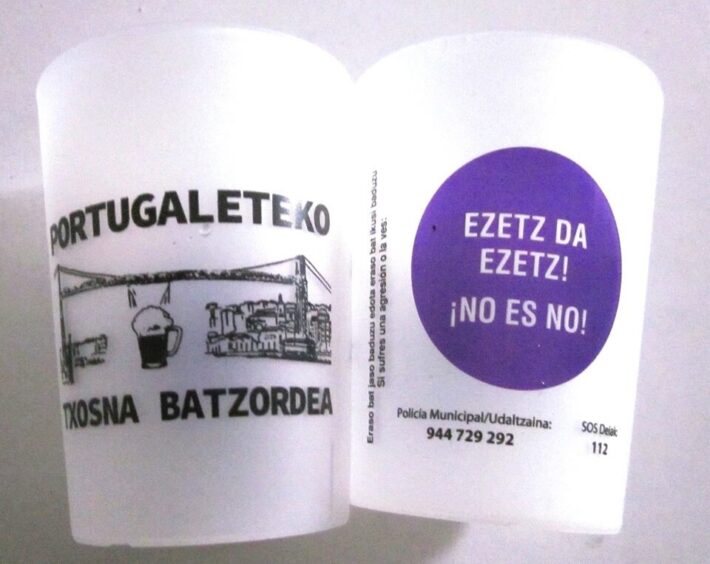 PORTUGALETEKO
TXOSNA BATZORDEA
Eraso bat jaso baduzu edota eraso bat ikusi baduzu
Si sufres una agresión o la ves:
EZETZ DA
EZETZ!
¡NO ES NO!
Policía Municipal/Udaltzaina:
944 729 292
SOS Deiak:
112